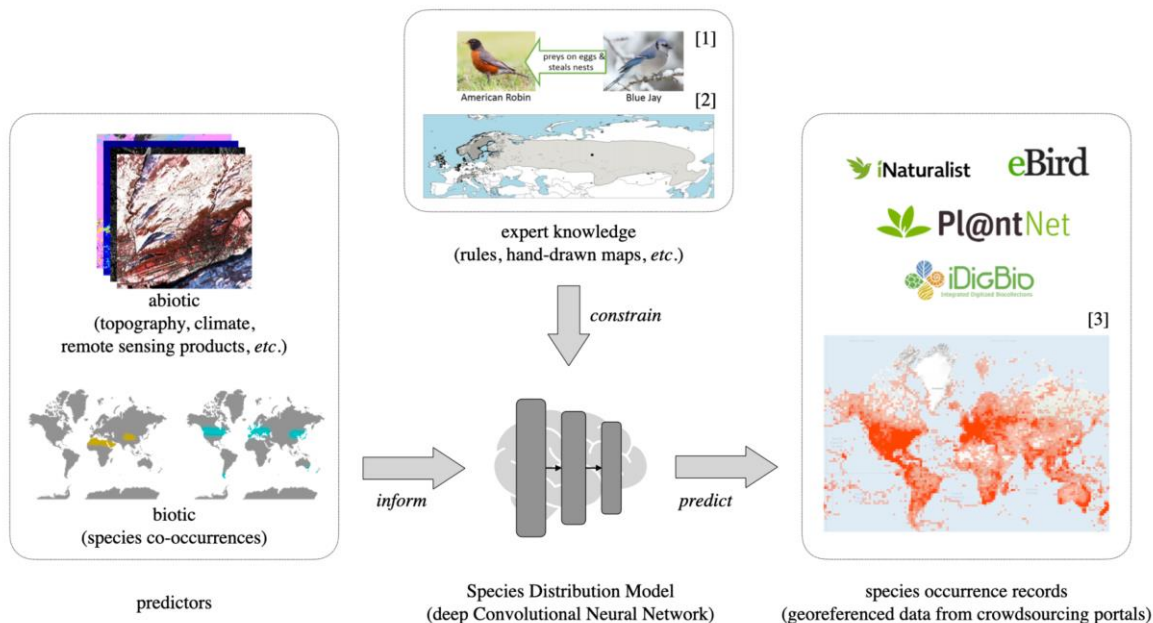 [1]
preys on eggs &
steals nests
American Robin
Blue Jay
[2]
expert knowledge
(rules, hand-drawn maps, etc.)
constrain
abiotic
(topography, climate,
remote sensing products, etc.)
biotic
(species co-occurrences)
predictors
inform
Species Distribution Model
(deep Convolutional Neural Network)
predict
iNaturalist
eBird
Pl@ntNet
iDigBio
Integrated Digitized Biocollections
[3]
species occurrence records
(georeferenced data from crowdsourcing portals)